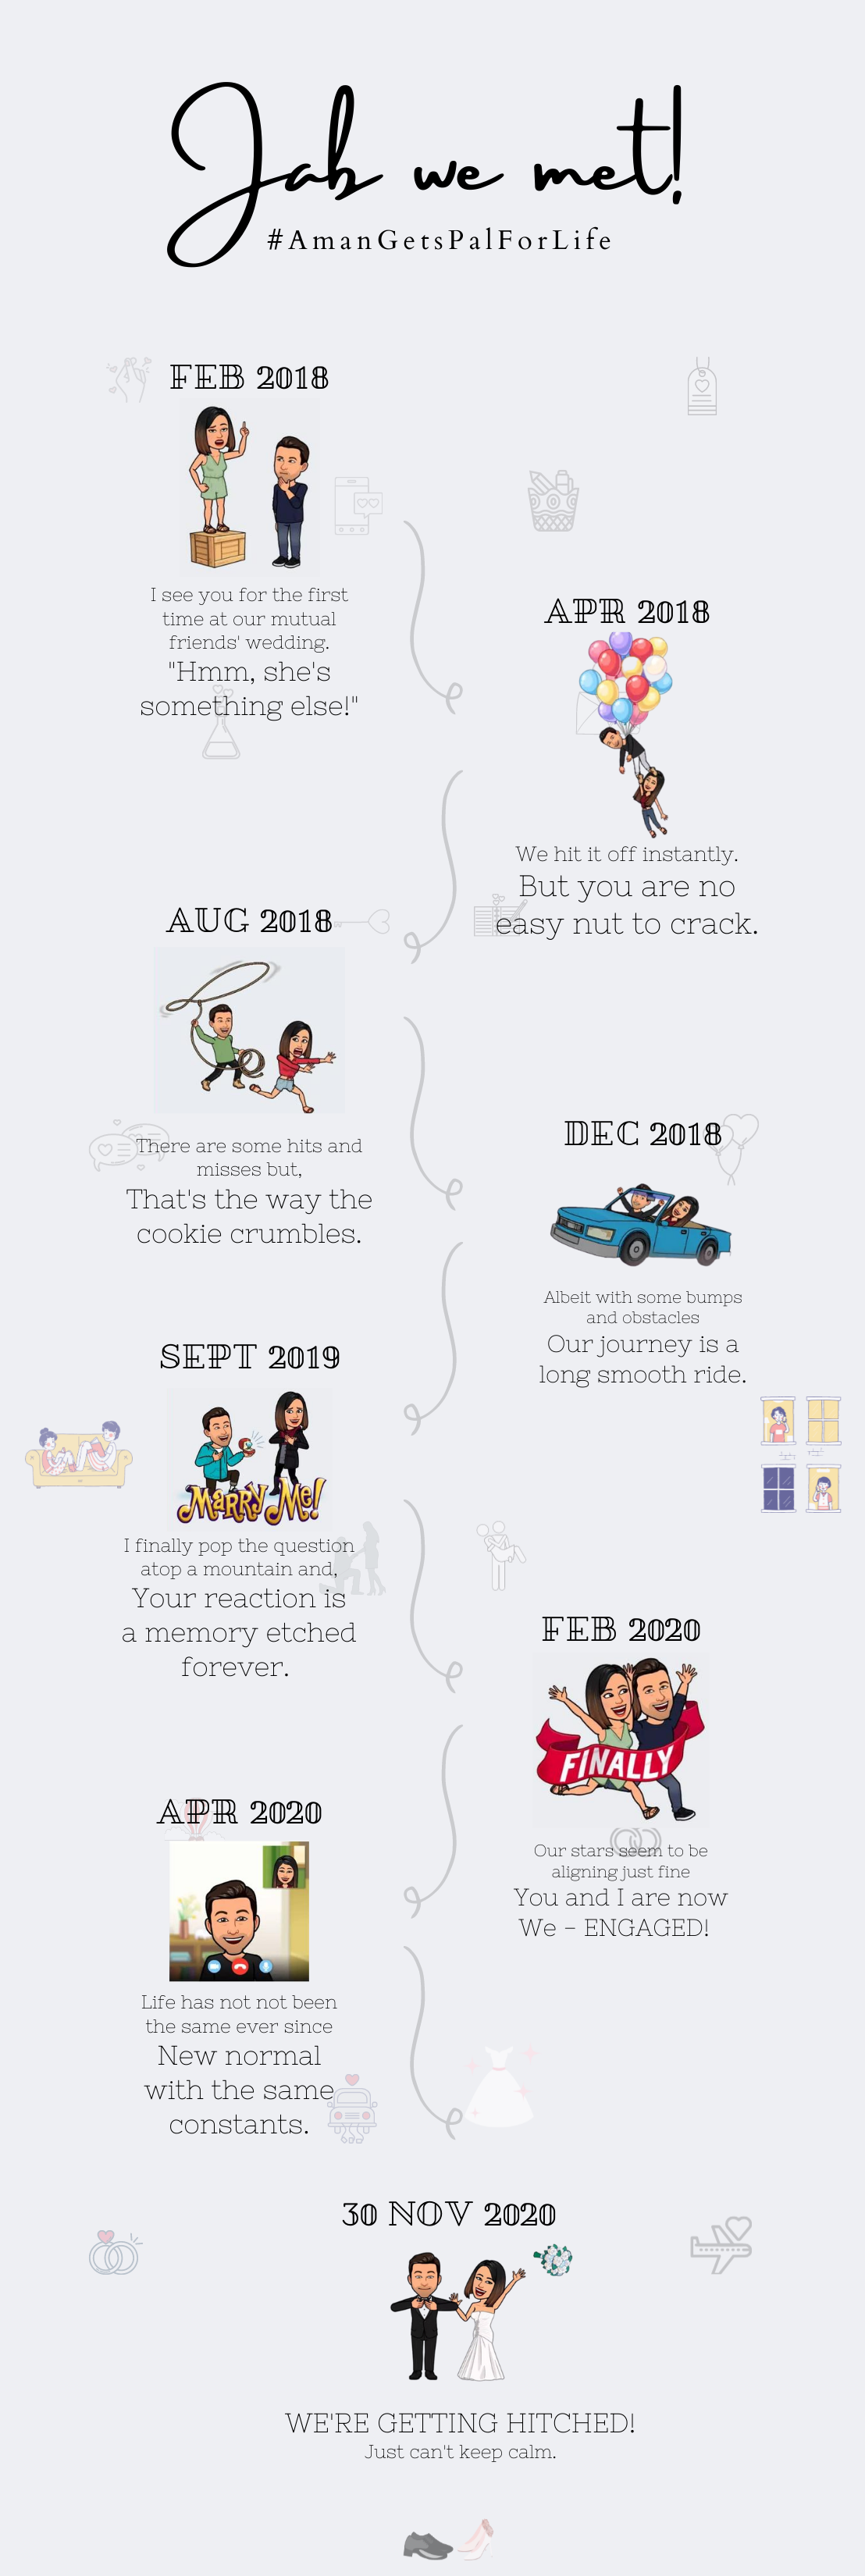 Jab we met!
#AmanGetsPalForLife
FEB 2018
I see you for the first
time at our mutual
friends' wedding.
"Hmm, she's
something else!"
APR 2018
We hit it off instantly.
But you are no
easy nut to crack.
AUG 2018
There are some hits and
misses but,
That's the way the
cookie crumbles.
DEC 2018
Albeit with some bumps
and obstacles
Our journey is a
long smooth ride.
SEPT 2019
MARRY ME!
I finally pop the question
atop a mountain and,
Your reaction is
a memory etched
forever.
FEB 2020
FINALLY
Our stars seem to be
aligning just fine
You and I are now
We - ENGAGED!
APR 2020
Life has not not been
the same ever since
New normal
with the same
constants.
30 NOV 2020
WE'RE GETTING HITCHED!
Just can't keep calm.